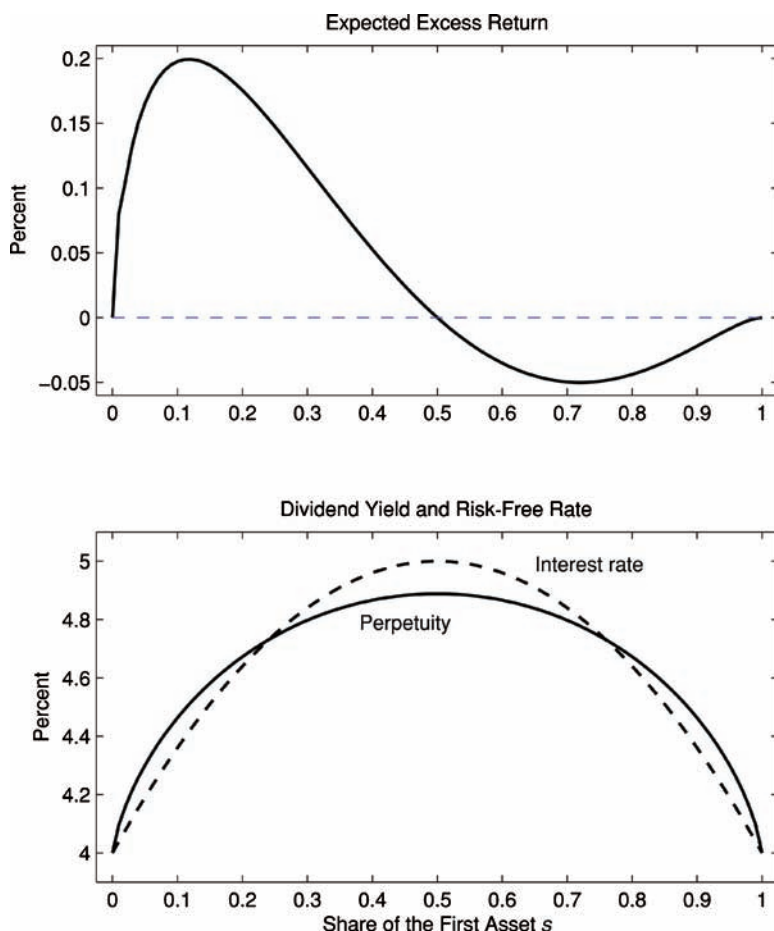 Expected Excess Return
Percent
0.2
0.15
0.1
0.05
0
−0.05
0 0.1 0.2 0.3 0.4 0.5 0.6 0.7 0.8 0.9 1
Dividend Yield and Risk-Free Rate
Percent
5
4.8
4.6
4.4
4.2
4
Interest rate
Perpetuity
0 0.1 0.2 0.3 0.4 0.5 0.6 0.7 0.8 0.9 1
Share of the First Asset s